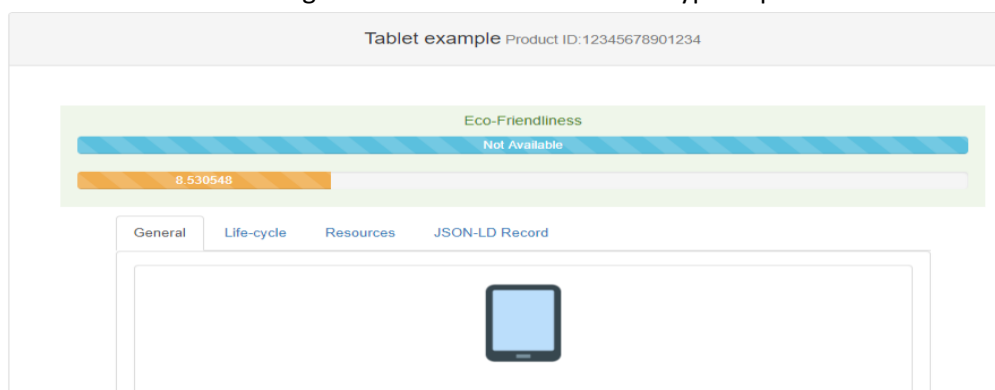 Tablet example Product ID:12345678901234
Eco-Friendliness
Not Available
8.530548
General Life-cycle Resources JSON-LD Record